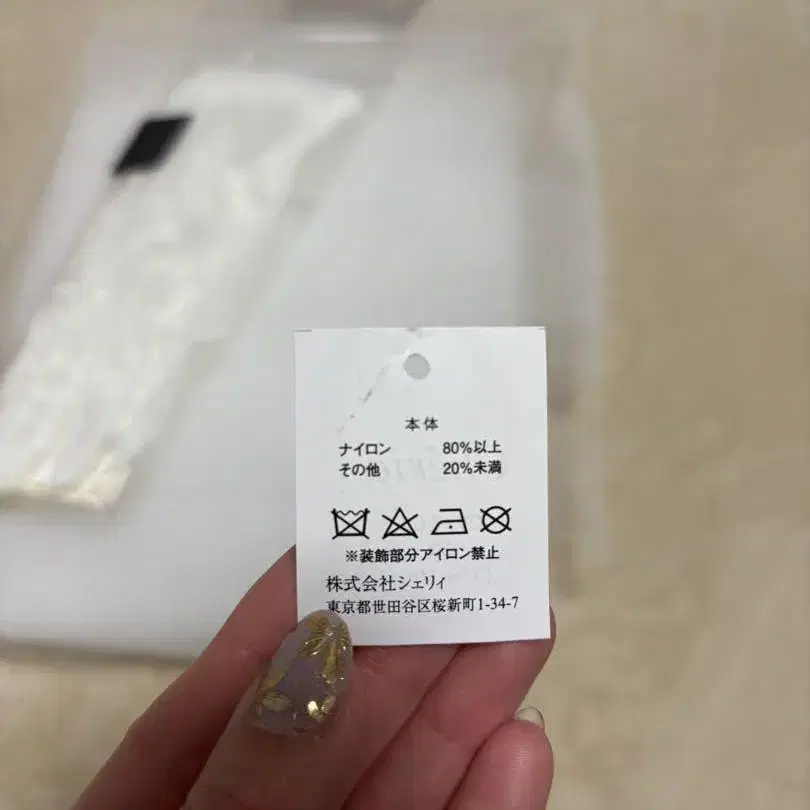 本体
ナイロン 80%以上
その他 20%未満
※装飾部分アイロン禁止
株式会社シェリィ
東京都世田谷区桜新町1-34-7